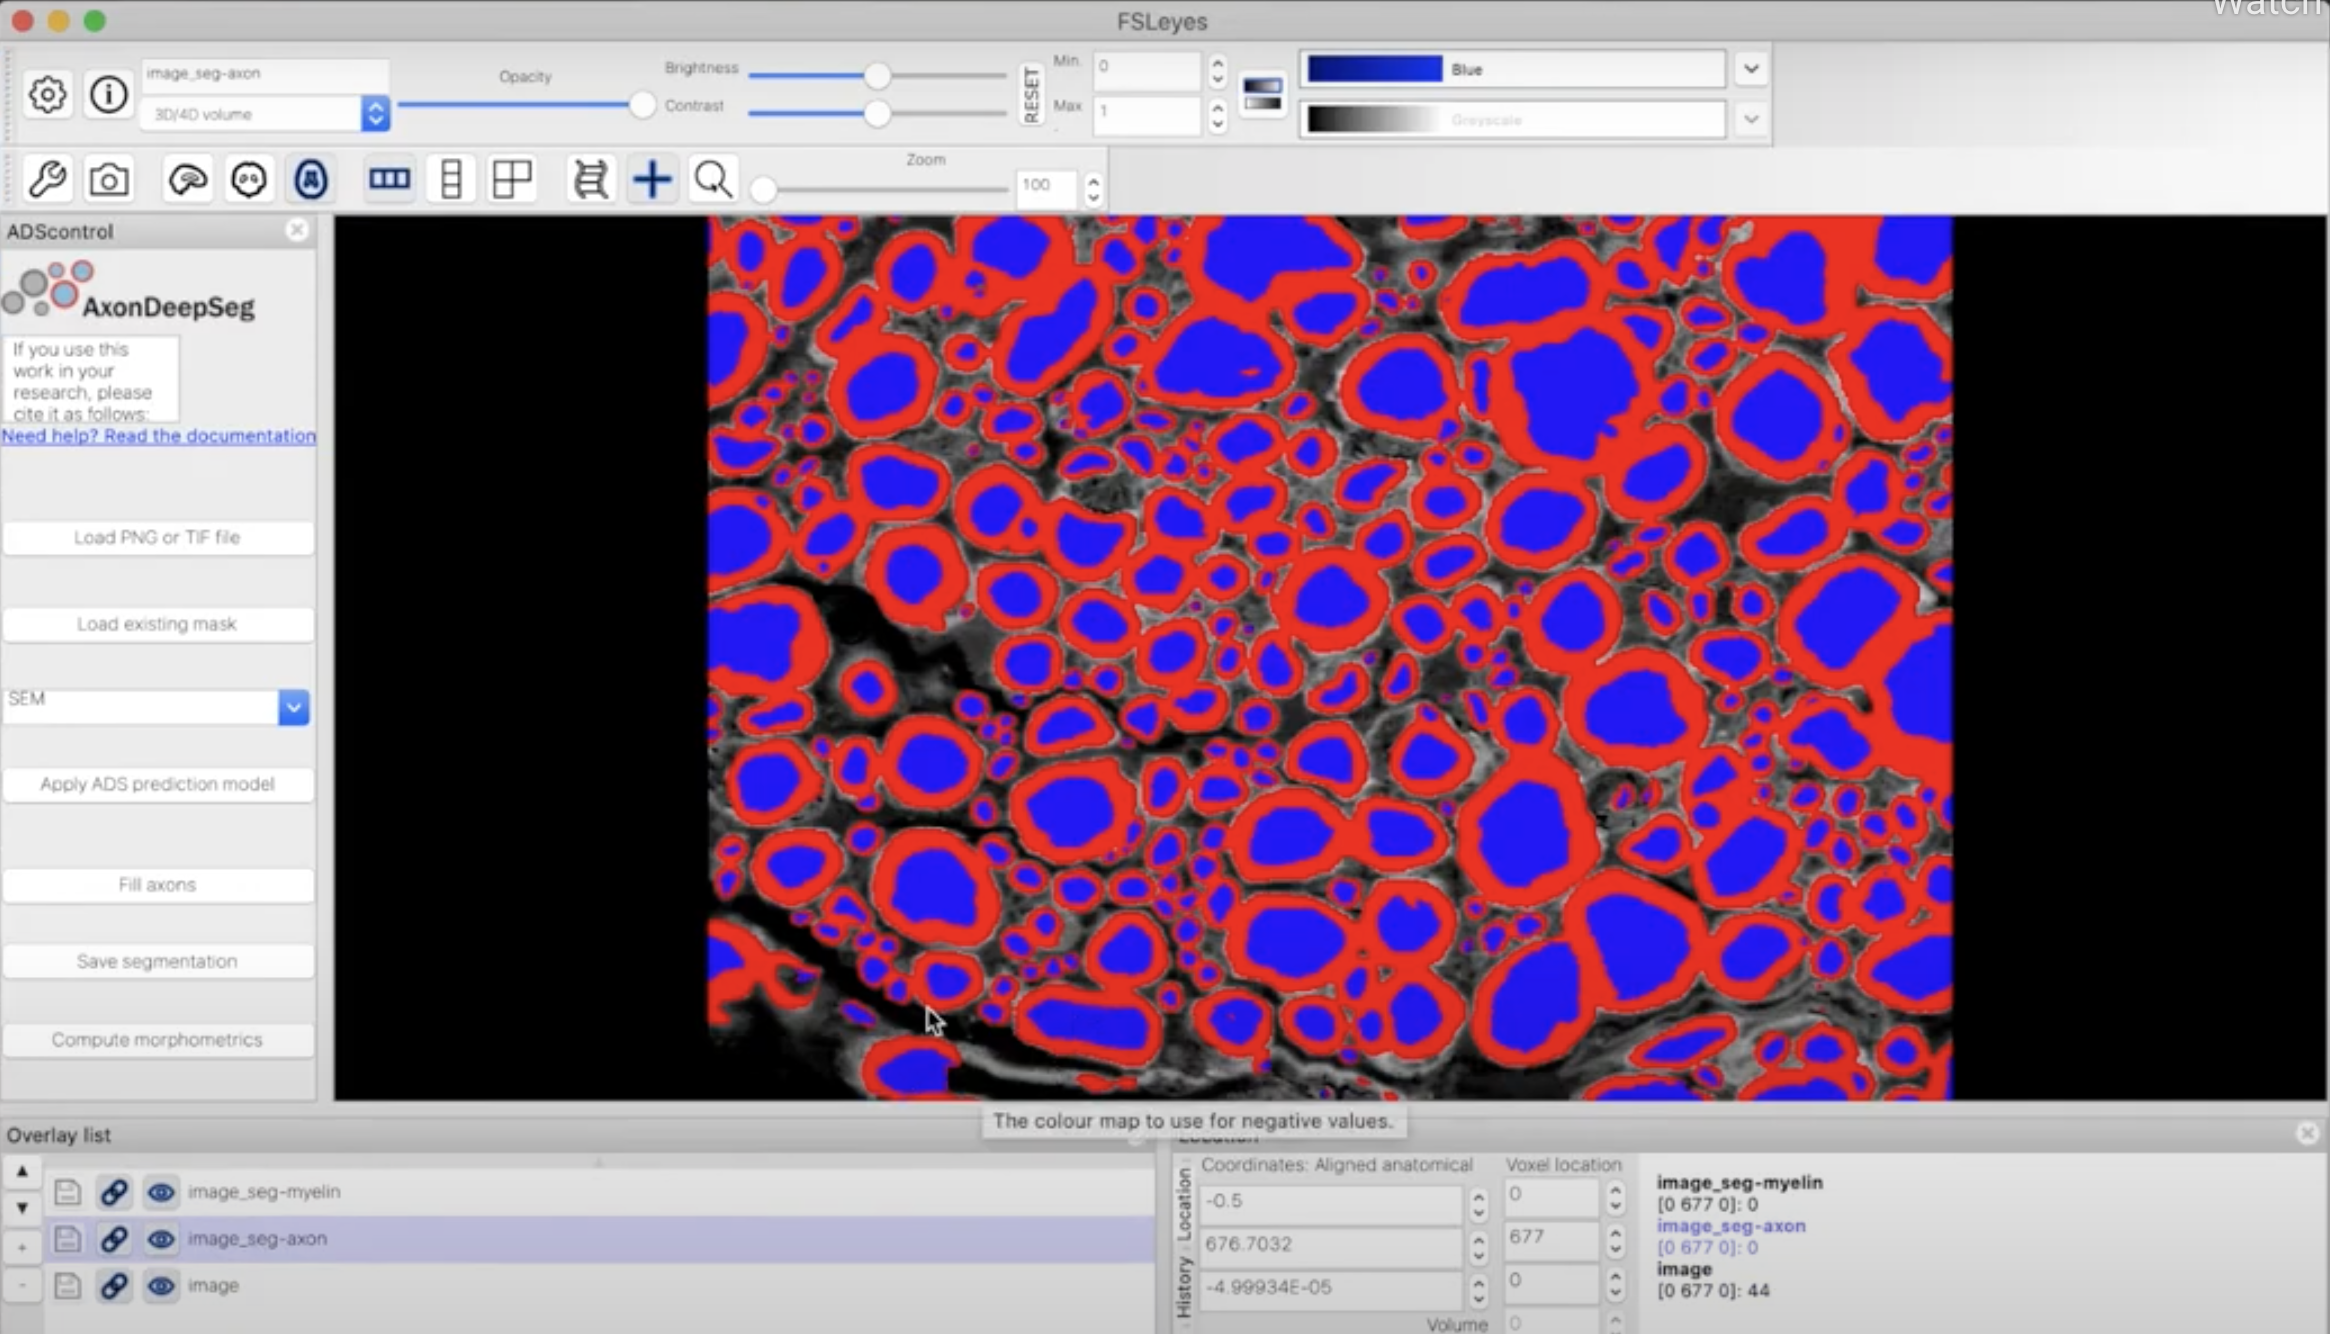 Watch
FSLeyes
image_seg-axon
3D/4D volume
Opacity
Brightness
Contrast
RESET
Min.
0
Max
1
Blue
Greyscale
Zoom
100
ADScontrol
AxonDeepSeg
If you use this
work in your
research, please
cite it as follows:
Need help? Read the documentation
Load PNG or TIF file
Load existing mask
SEM
Apply ADS prediction model
Fill axons
Save segmentation
Compute morphometrics
The colour map to use for negative values.
Overlay list
image_seg-myelin
image_seg-axon
image
Location
History
Location
Coordinates: Aligned anatomical
Voxel location
-0.5
0
676.7032
677
-4.99934E-05
0
Volume
0
image_seg-myelin
[0 677 0]: 0
image_seg-axon
[0 677 0]: 0
image
[0 677 0]: 44